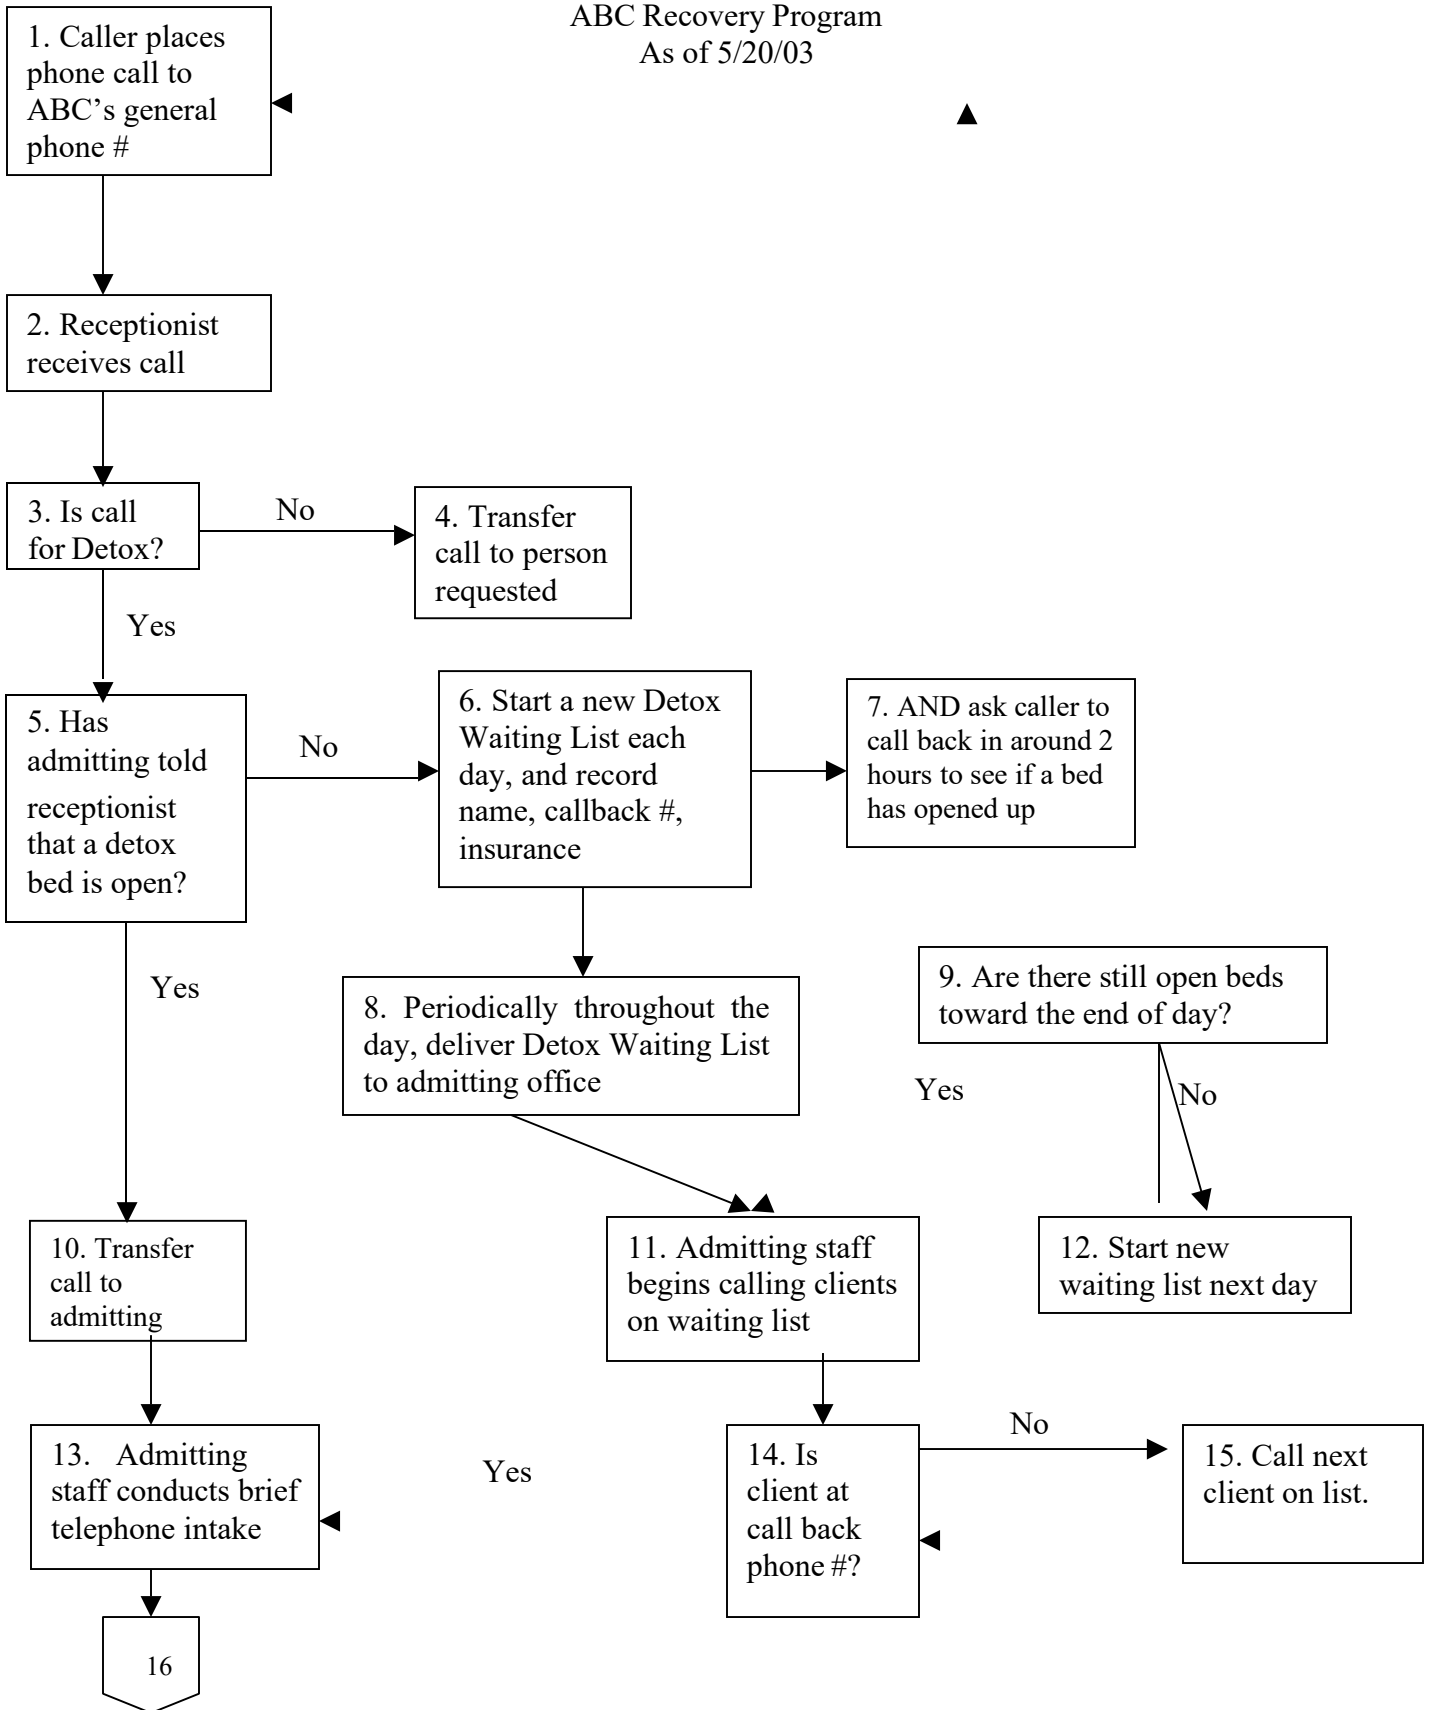 ABC Recovery Program
As of 5/20/03
1. Caller places
phone call to
ABC’s general
phone #
2. Receptionist
receives call
3. Is call
for Detox?
No
4. Transfer
call to person
requested
Yes
5. Has
admitting told
receptionist
that a detox
bed is open?
No
6. Start a new Detox
Waiting List each
day, and record
name, callback #,
insurance
7. AND ask caller to
call back in around 2
hours to see if a bed
has opened up
Yes
8. Periodically throughout the
day, deliver Detox Waiting List
to admitting office
9. Are there still open beds
toward the end of day?
Yes
No
10. Transfer
call to
admitting
11. Admitting staff
begins calling clients
on waiting list
12. Start new
waiting list next day
13. Admitting
staff conducts brief
telephone intake
Yes
14. Is
client at
call back
phone #?
No
15. Call next
client on list.
16